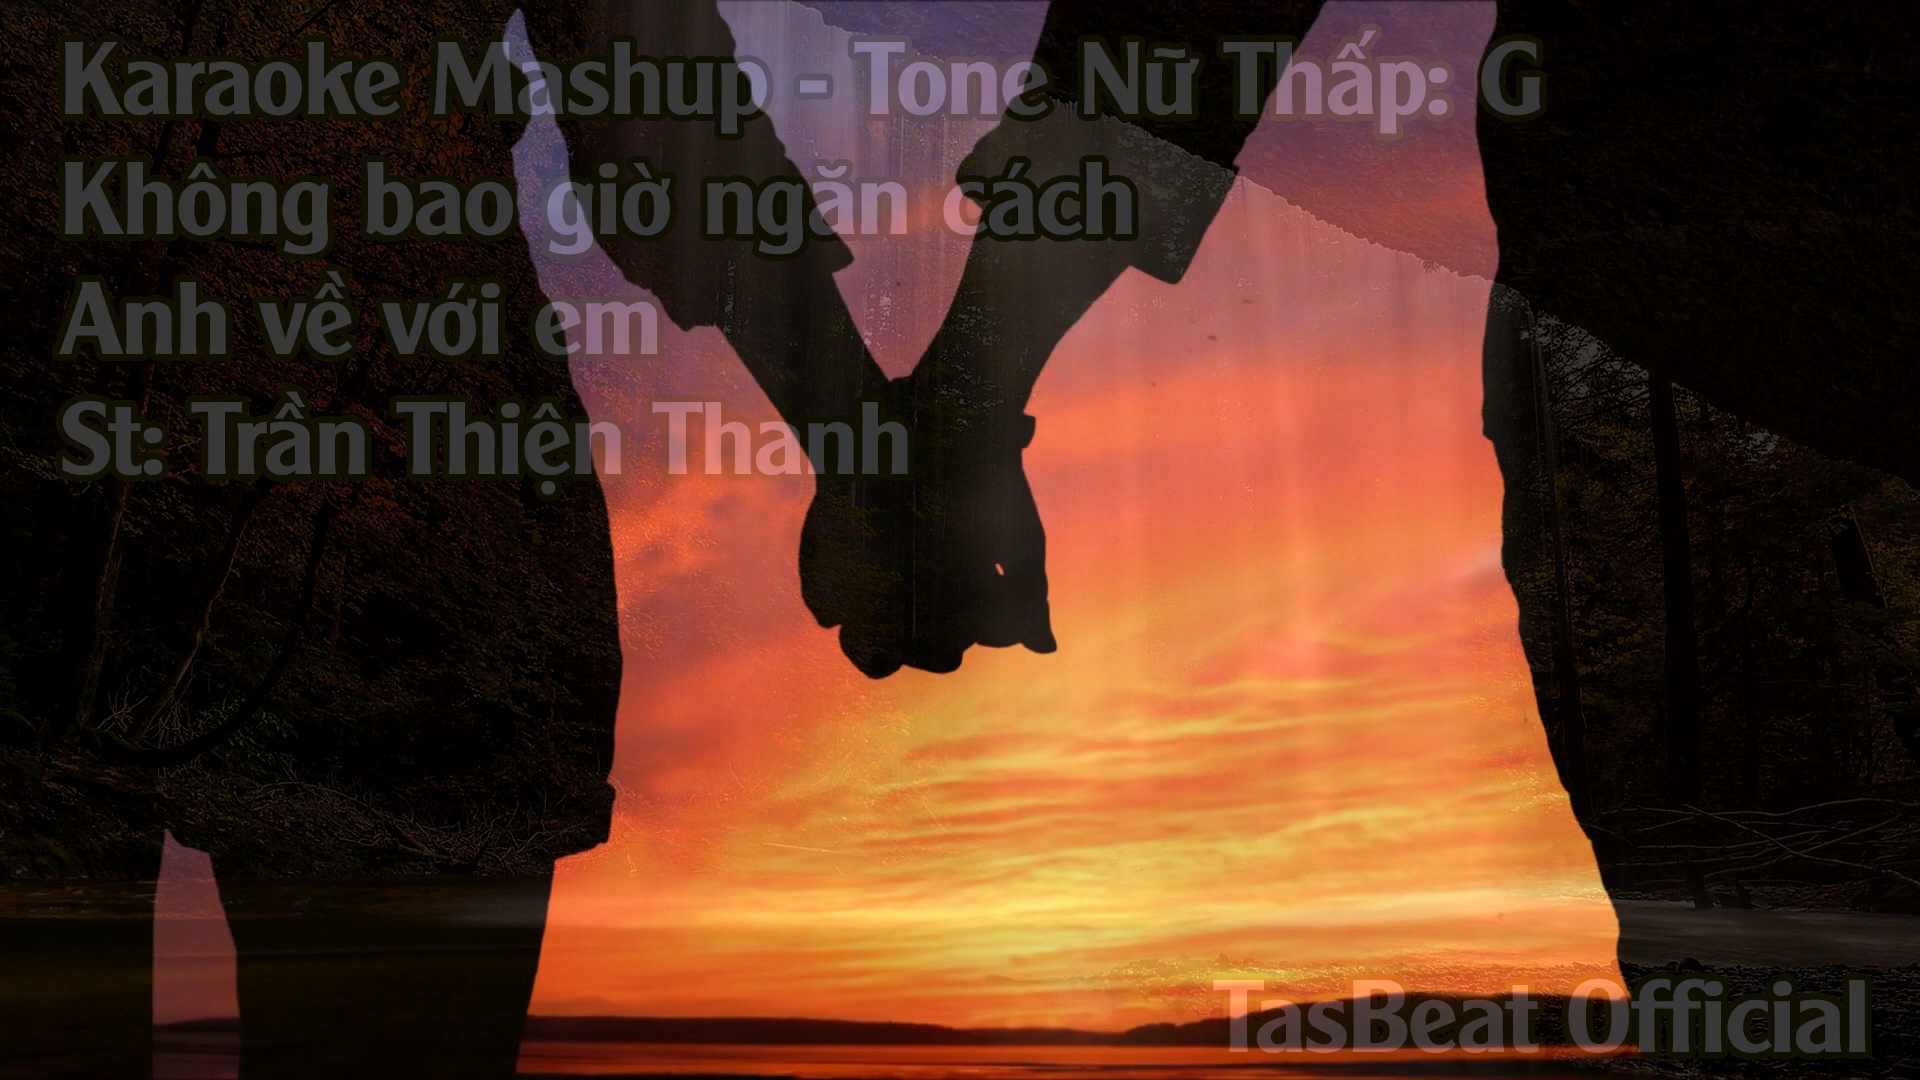 Karaoke Mashup - Tone Nữ Thấp: G
Không bao giờ ngăn cách
Anh về với em
St: Trần Thiện Thanh
TasBeat Official